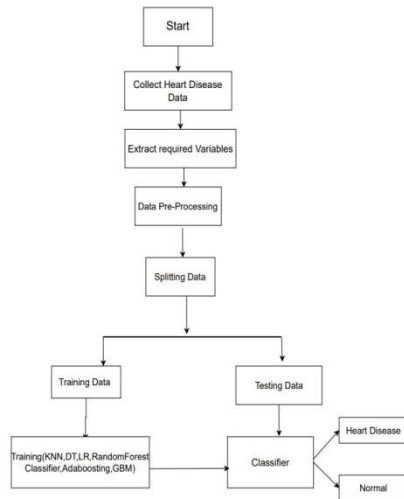 Start
Collect Heart Disease
Data
Extract required Variables
Data Pre-Processing
Splitting Data
Training Data
Testing Data
Training(KNN,DT,LR,RandomForest
Classifier,Adaboosting,GBM)
Classifier
Heart Disease
Normal